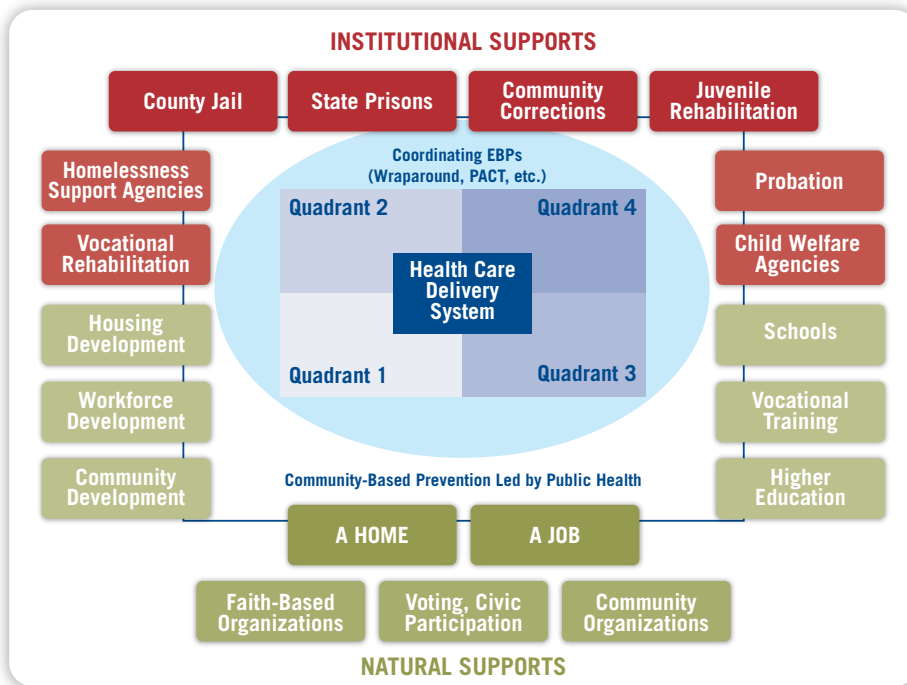 INSTITUTIONAL SUPPORTS
County Jail
State Prisons
Community
Corrections
Juvenile
Rehabilitation
Homelessness
Support Agencies
Vocational
Rehabilitation
Housing
Development
Workforce
Development
Community
Development
Coordinating EBPs
(Wraparound, PACT, etc.)
Quadrant 2
Quadrant 4
Health Care
Delivery
System
Quadrant 1
Quadrant 3
Probation
Child Welfare
Agencies
Schools
Vocational
Training
Higher
Education
Community-Based Prevention Led by Public Health
A HOME
A JOB
Faith-Based
Organizations
Voting, Civic
Participation
Community
Organizations
NATURAL SUPPORTS